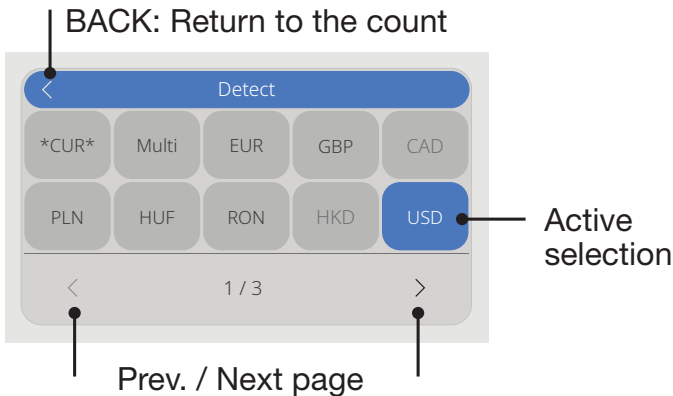 BACK: Return to the count
< Detect
*CUR* Multi EUR GBP CAD
PLN HUF RON HKD USD
Active
selection
< 1 / 3 >
Prev. / Next page